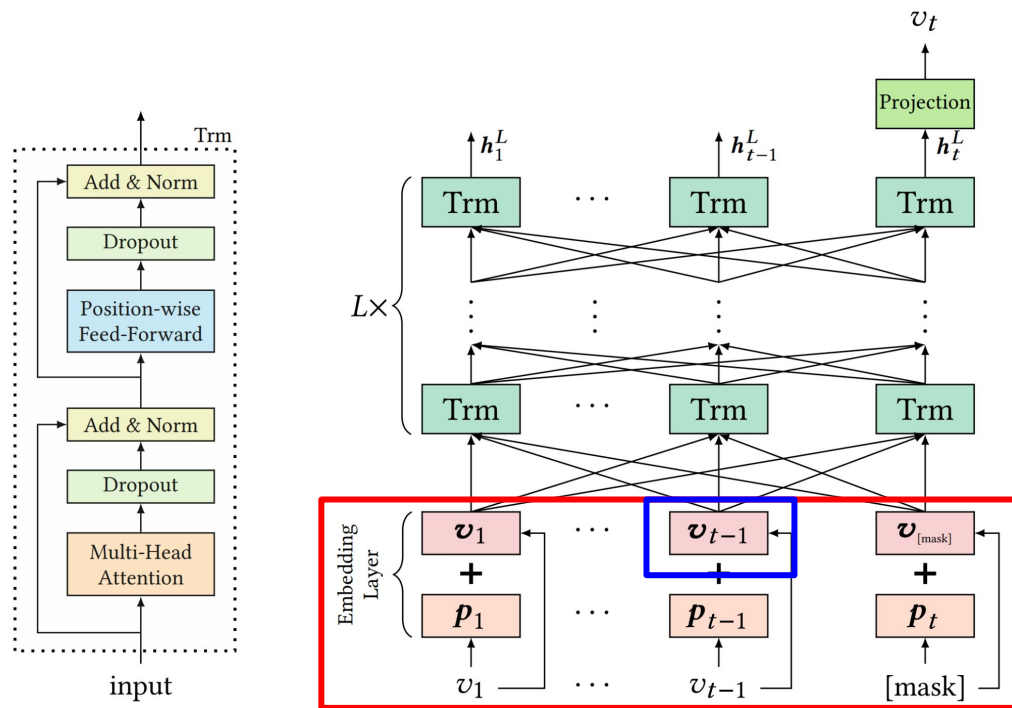 Trm
Add & Norm
Dropout
Position-wise
Feed-Forward
Add & Norm
Dropout
Multi-Head
Attention
input
v_t
Projection
h_1^L
h_{t-1}^L
h_t^L
Trm
···
Trm
Trm
L×
Trm
···
Trm
Trm
Embedding
Layer
v_1
···
v_{t-1}
v_{[mask]}
+
+
+
p_1
···
p_{t-1}
p_t
v_1
···
v_{t-1}
[mask]